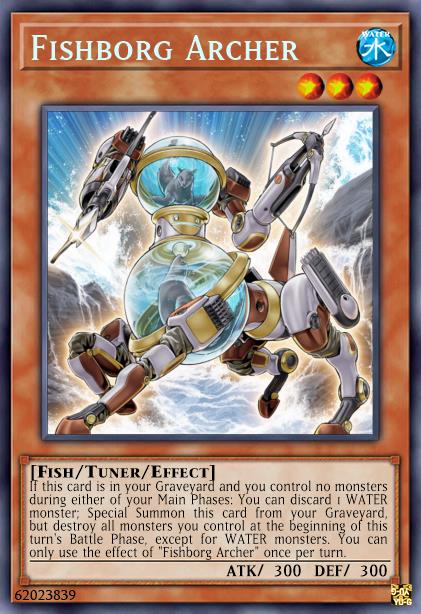 Fishborg Archer
WATER
水
[Fish/Tuner/Effect]
If this card is in your Graveyard and you control no monsters
during either of your Main Phases: You can discard 1 WATER
monster; Special Summon this card from your Graveyard,
but destroy all monsters you control at the beginning of this
turn's Battle Phase, except for WATER monsters. You can
only use the effect of "Fishborg Archer" once per turn.
ATK/ 300 DEF/ 300
62023839